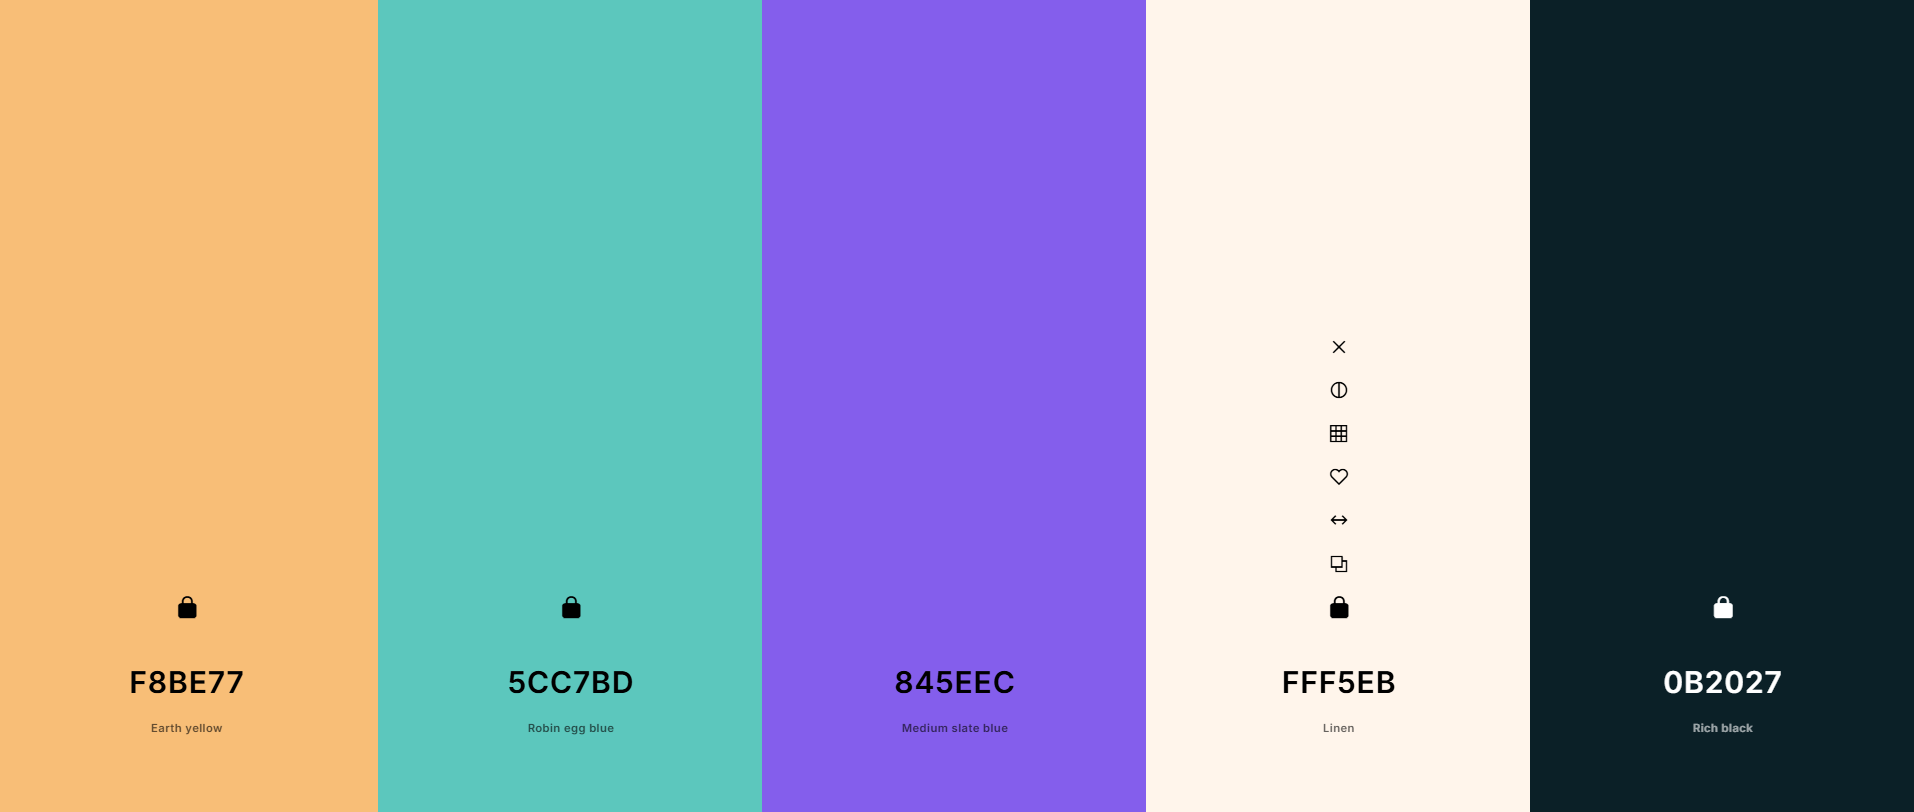 F8BE77
Earth yellow
5CC7BD
Robin egg blue
845EEC
Medium slate blue
FFF5EB
Linen
0B2027
Rich black